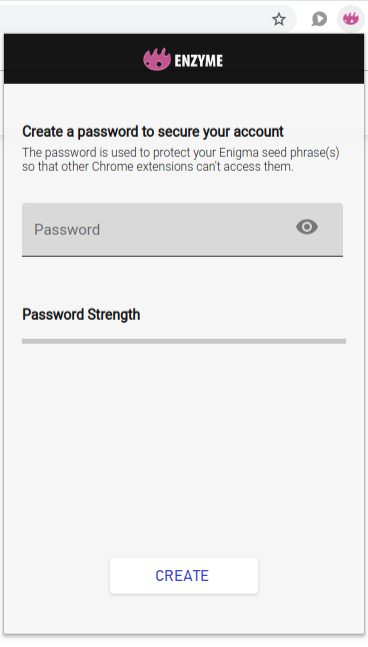 ENZYME
Create a password to secure your account
The password is used to protect your Enigma seed phrase(s)
so that other Chrome extensions can't access them.
Password
Password Strength
CREATE